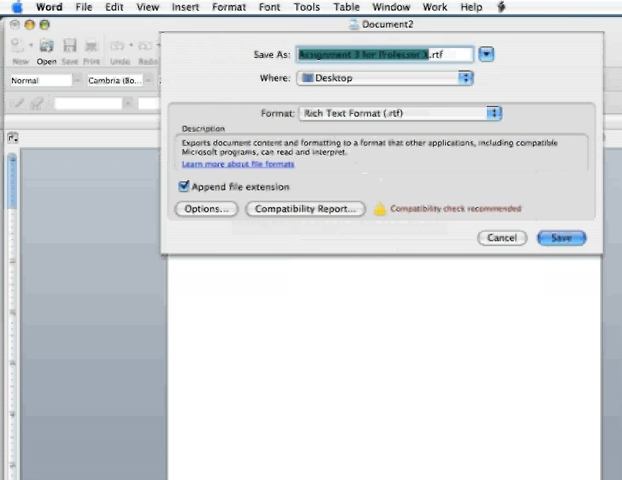 Word File Edit View Insert Format Font Tools Table Window Work Help
Document2
New Open Save Print Undo
Normal Cambria (Bo...
Save As: Assignment 3 for Professor X.rtf
Where: Desktop
Format: Rich Text Format (.rtf)
Description
Exports document content and formatting to a format that other applications, including compatible
Microsoft programs, can read and interpret.
Learn more about file formats
Append file extension
Options... Compatibility Report... Compatibility check recommended
Cancel Save